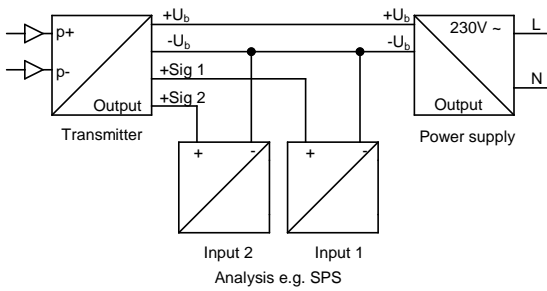 +Ub +Ub
p+ -Ub -Ub 230V ~ L
p- +Sig 1
Output +Sig 2 Output N
Transmitter Power supply
+ - + -
Input 2 Input 1
Analysis e.g. SPS